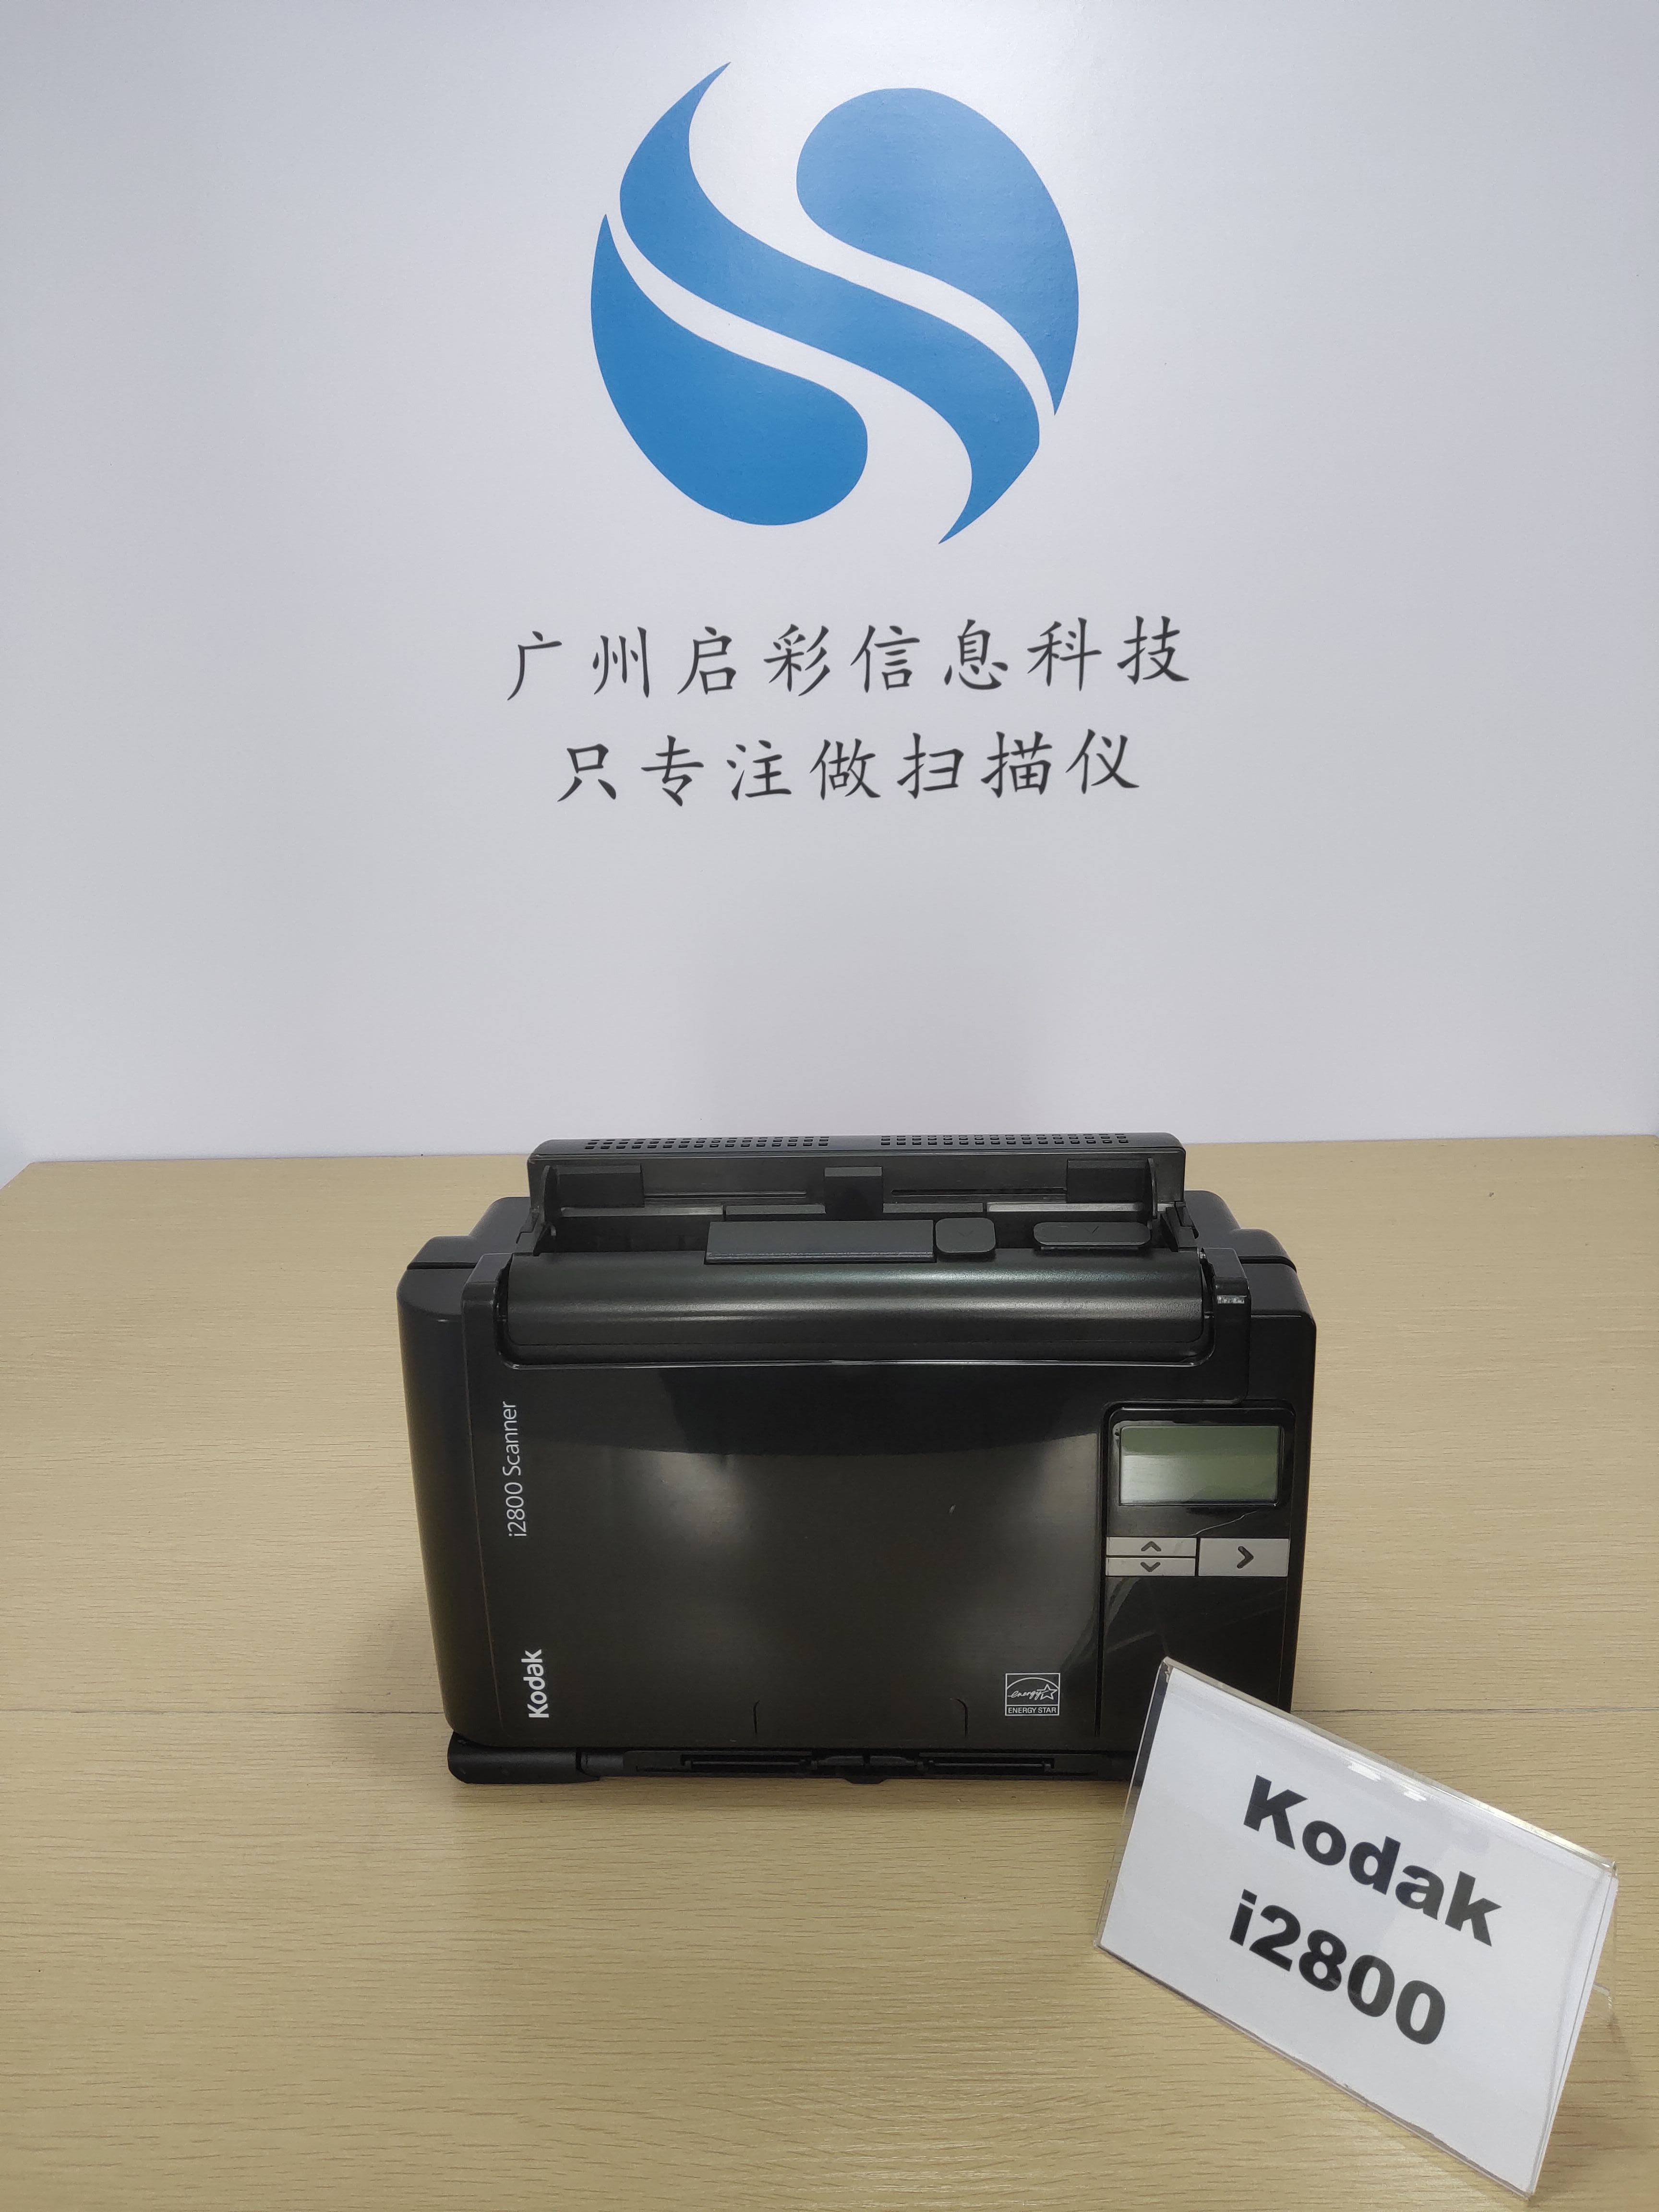 广州启彩信息科技
只专注做扫描仪
i2800 Scanner
Kodak
energy
ENERGY STAR
Kodak
i2800